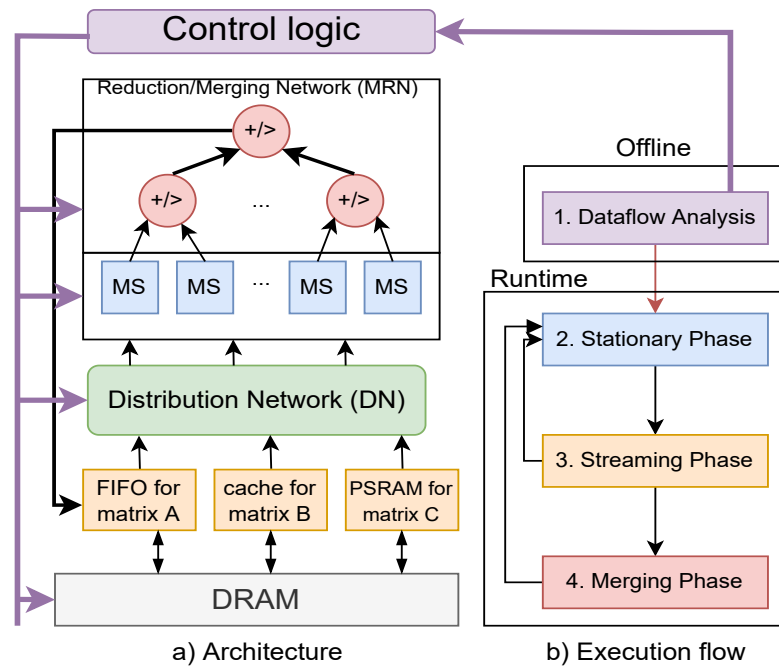 Control logic
Reduction/Merging Network (MRN)
+/>
+/>
...
+/>
MS
MS
...
MS
MS
Distribution Network (DN)
FIFO for
matrix A
cache for
matrix B
PSRAM for
matrix C
DRAM
a) Architecture
Offline
1. Dataflow Analysis
Runtime
2. Stationary Phase
3. Streaming Phase
4. Merging Phase
b) Execution flow